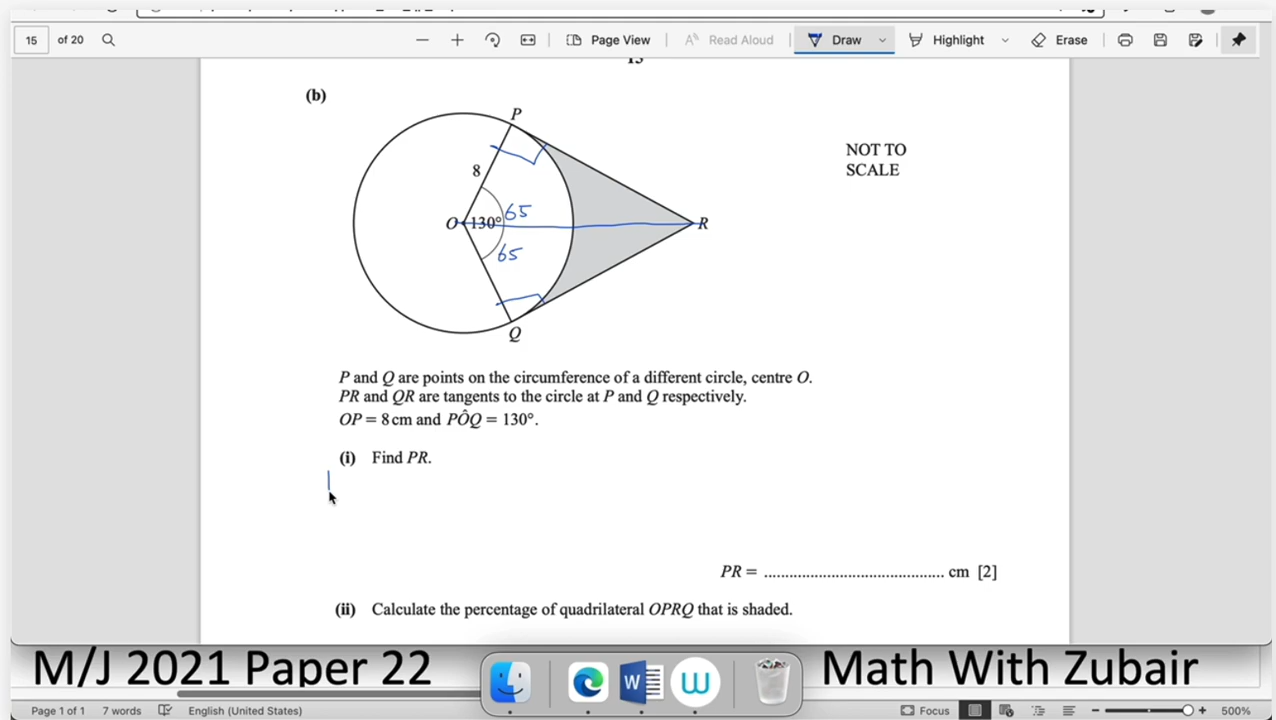 15 of 20 Page View Read Aloud Draw Highlight Erase
(b)
P
NOT TO
SCALE
8
65
O 130° R
65
Q
P and Q are points on the circumference of a different circle, centre O.
PR and QR are tangents to the circle at P and Q respectively.
OP = 8 cm and PÔQ = 130°.
(i) Find PR.
PR = .......................................... cm [2]
(ii) Calculate the percentage of quadrilateral OPRQ that is shaded.
M/J 2021 Paper 22 Math With Zubair
Page 1 of 1 7 words English (United States) Focus 500%